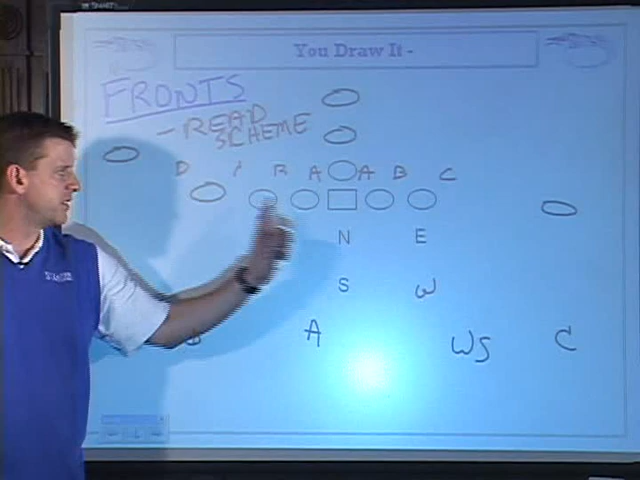 You Draw It -
FRONTS
- READ
SCHEME
D R A A B C
N E
S W
A WS C